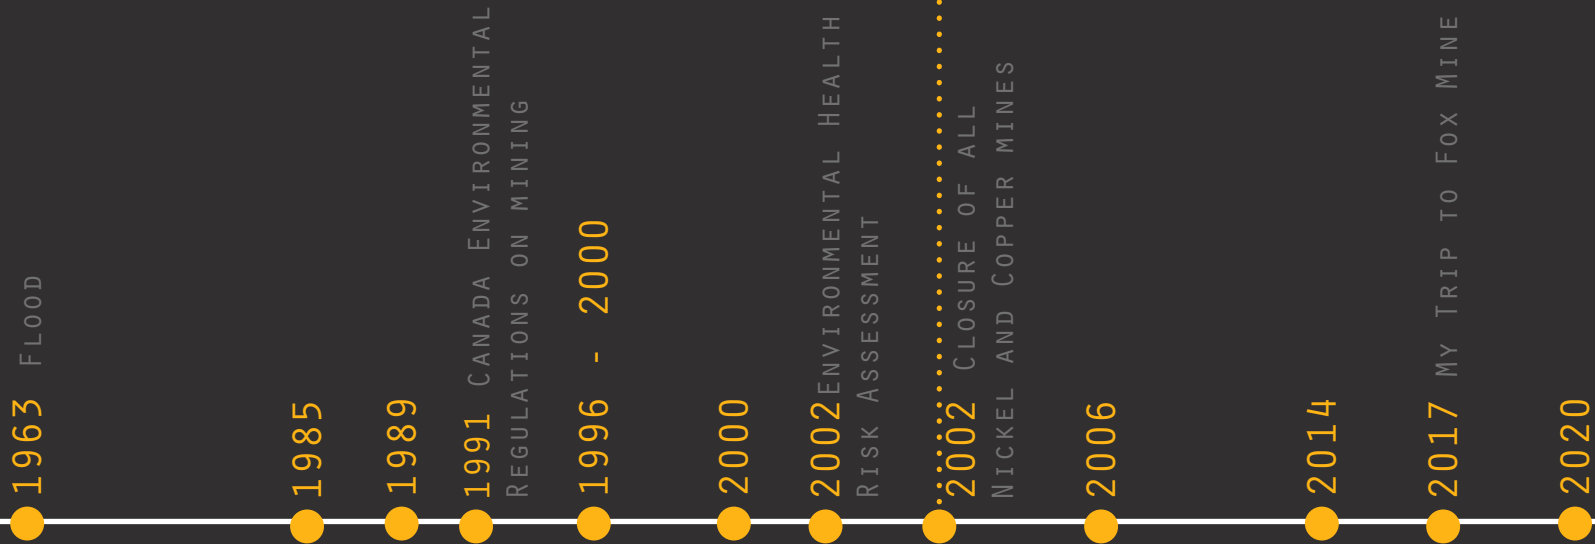 1963 Flood
1985
1989
1991 Canada Environmental
Regulations on mining
1996 - 2000
2000
2002 Environmental Health
Risk Assessment
2002 Closure of all
Nickel and Copper mines
2006
2014
2017 My Trip to Fox Mine
2020